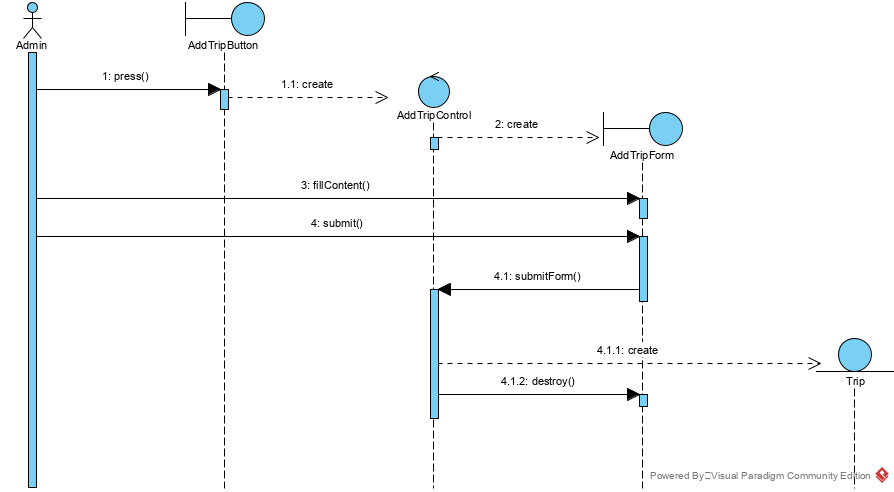 Admin
AddTripButton
1: press()
1.1: create
AddTripControl
2: create
AddTripForm
3: fillContent()
4: submit()
4.1: submitForm()
4.1.1: create
4.1.2: destroy()
Trip
Powered By Visual Paradigm Community Edition